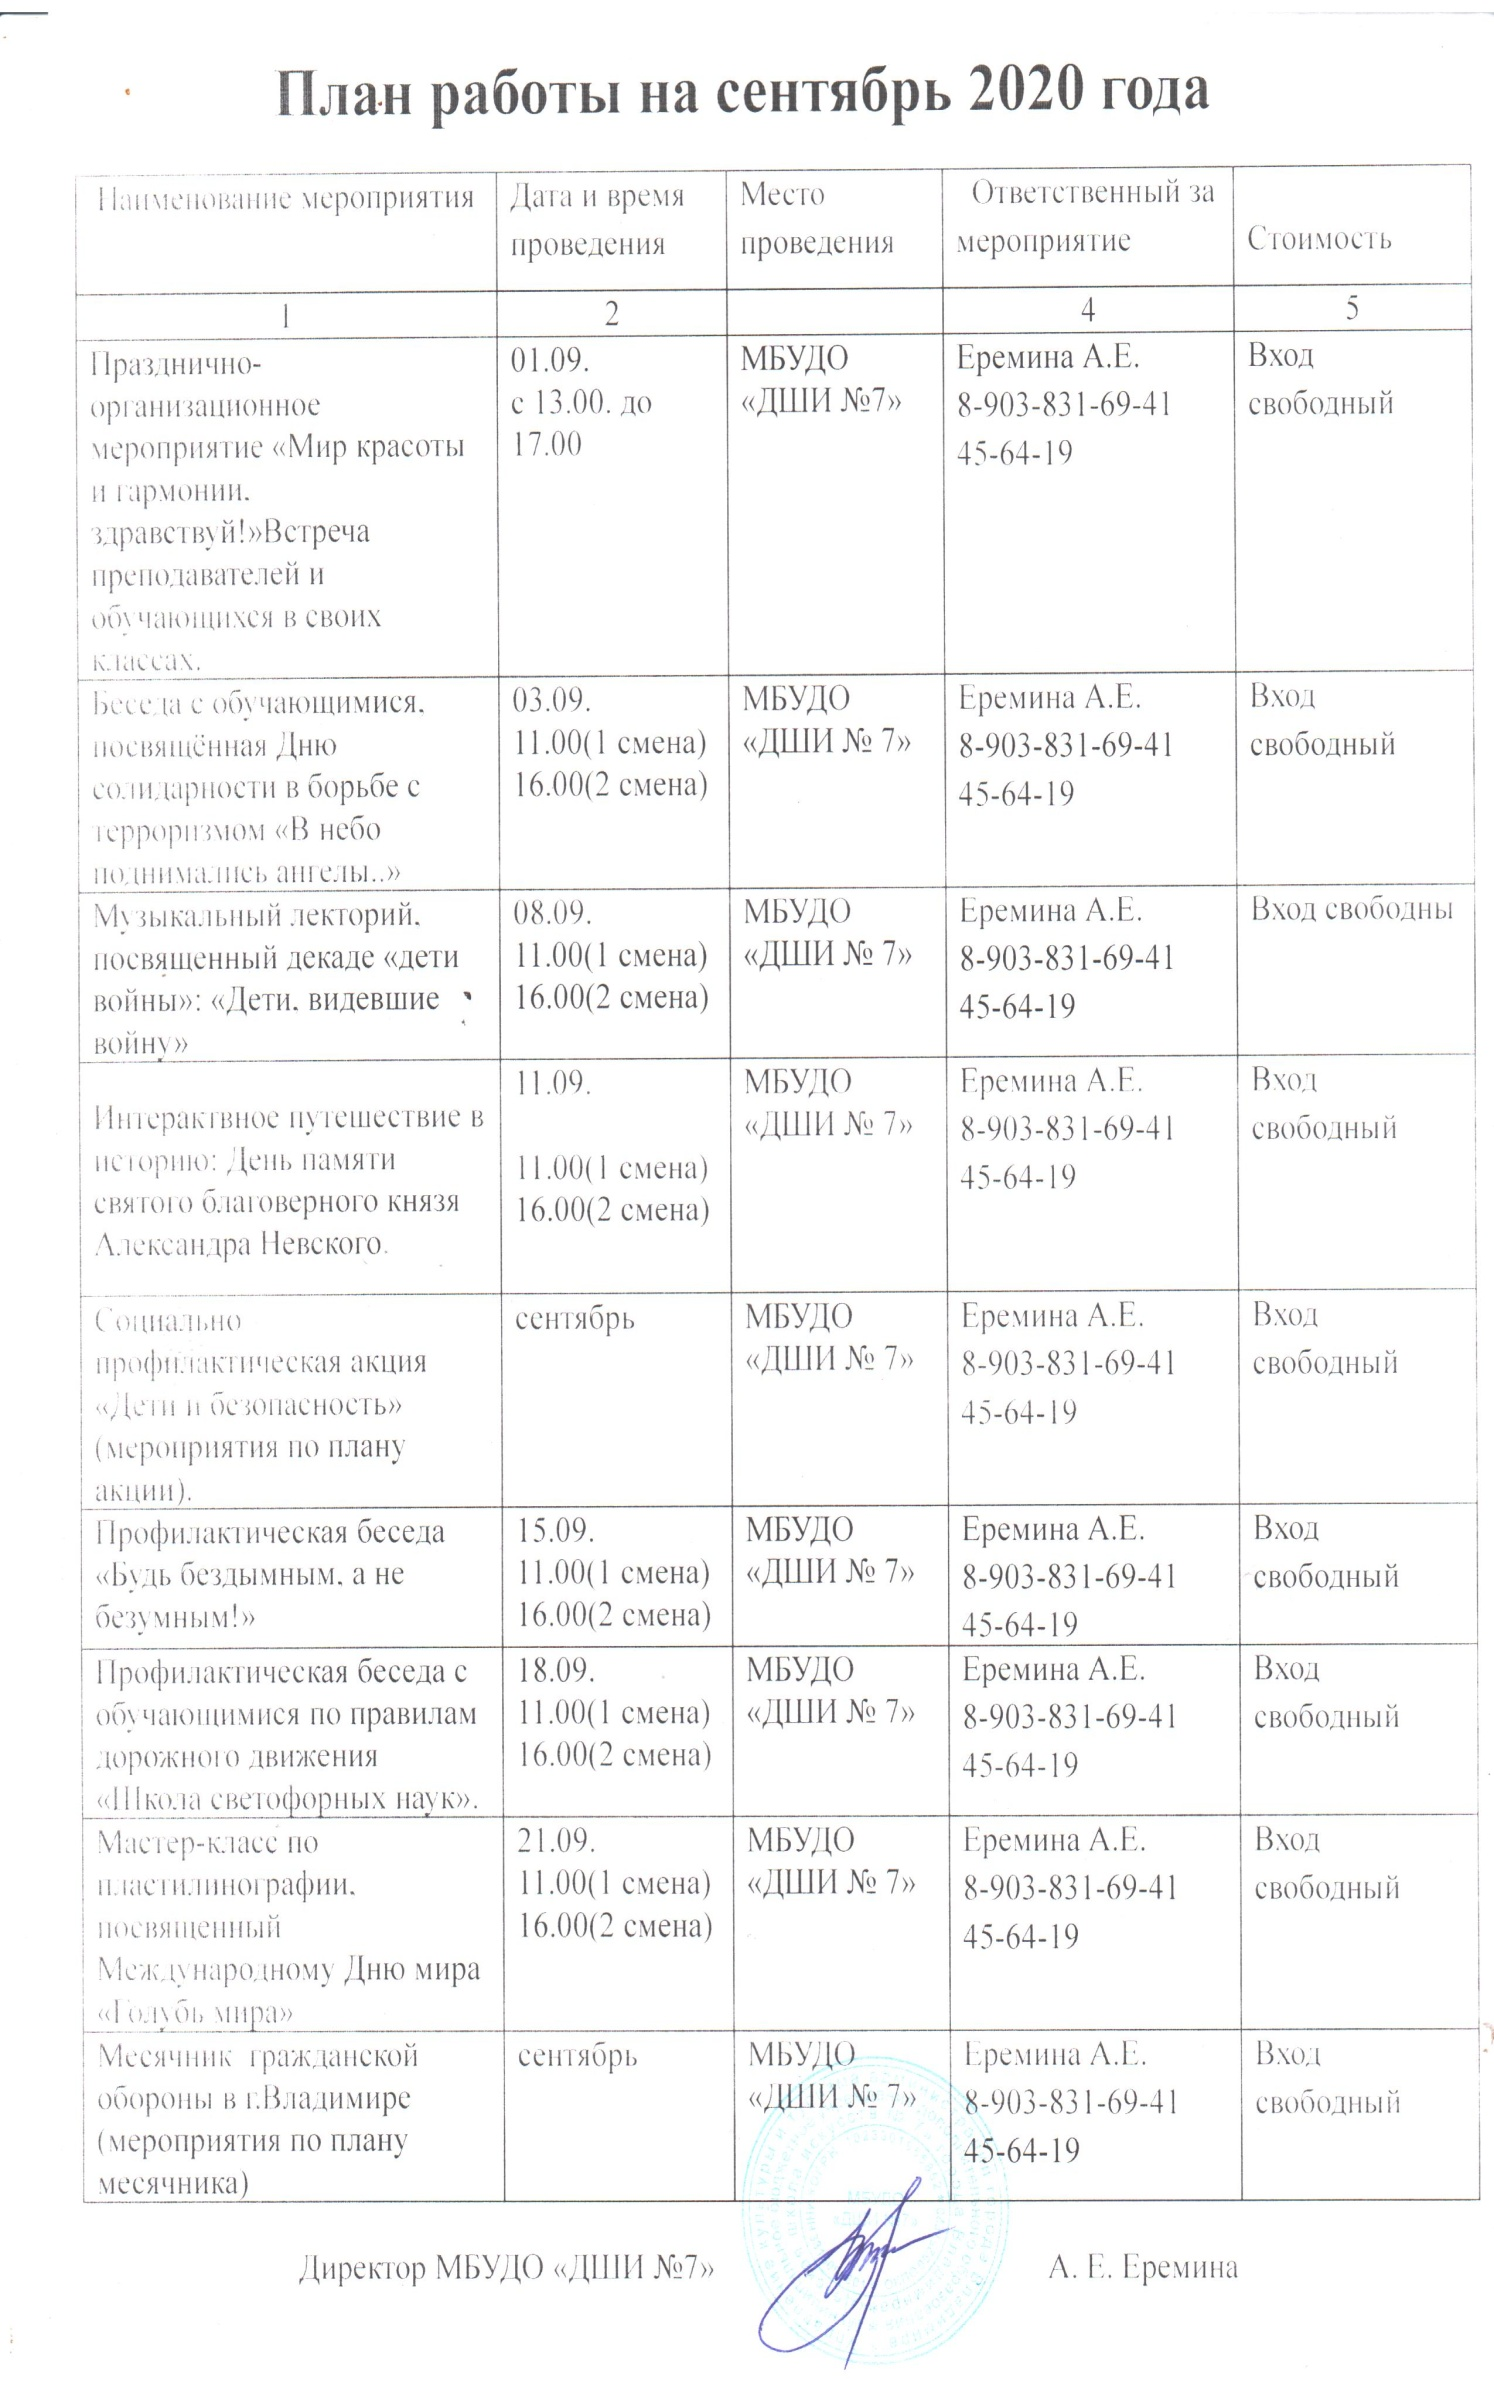 План работы на сентябрь 2020 года
Наименование мероприятия
Дата и время
проведения
Место
проведения
Ответственный за
мероприятие
Стоимость
1
2
4
5
Празднично-
организационное
мероприятие «Мир красоты
и гармонии,
здравствуй!»Встреча
преподавателей и
обучающихся в своих
классах.
01.09.
с 13.00. до
17.00
МБУДО
«ДШИ №7»
Еремина А.Е.
8-903-831-69-41
45-64-19
Вход
свободный
Беседа с обучающимися,
посвящённая Дню
солидарности в борьбе с
терроризмом «В небо
поднимались ангелы..»
03.09.
11.00(1 смена)
16.00(2 смена)
МБУДО
«ДШИ № 7»
Еремина А.Е.
8-903-831-69-41
45-64-19
Вход
свободный
Музыкальный лекторий,
посвященный декаде «дети
войны»: «Дети, видевшие
войну»
08.09.
11.00(1 смена)
16.00(2 смена)
МБУДО
«ДШИ № 7»
Еремина А.Е.
8-903-831-69-41
45-64-19
Вход свободны
Интерактвное путешествие в
историю: День памяти
святого благоверного князя
Александра Невского.
11.09.
11.00(1 смена)
16.00(2 смена)
МБУДО
«ДШИ № 7»
Еремина А.Е.
8-903-831-69-41
45-64-19
Вход
свободный
Социально
профилактическая акция
«Дети и безопасность»
(мероприятия по плану
акции).
сентябрь
МБУДО
«ДШИ № 7»
Еремина А.Е.
8-903-831-69-41
45-64-19
Вход
свободный
Профилактическая беседа
«Будь бездымным, а не
безумным!»
15.09.
11.00(1 смена)
16.00(2 смена)
МБУДО
«ДШИ № 7»
Еремина А.Е.
8-903-831-69-41
45-64-19
Вход
свободный
Профилактическая беседа с
обучающимися по правилам
дорожного движения
«Школа светофорных наук».
18.09.
11.00(1 смена)
16.00(2 смена)
МБУДО
«ДШИ № 7»
Еремина А.Е.
8-903-831-69-41
45-64-19
Вход
свободный
Мастер-класс по
пластилинографии,
посвященный
Международному Дню мира
«Голубь мира»
21.09.
11.00(1 смена)
16.00(2 смена)
МБУДО
«ДШИ № 7»
Еремина А.Е.
8-903-831-69-41
45-64-19
Вход
свободный
Месячник гражданской
обороны в г.Владимире
(мероприятия по плану
месячника)
сентябрь
МБУДО
«ДШИ № 7»
Еремина А.Е.
8-903-831-69-41
45-64-19
Вход
свободный
Директор МБУДО «ДШИ №7»
А. Е. Еремина